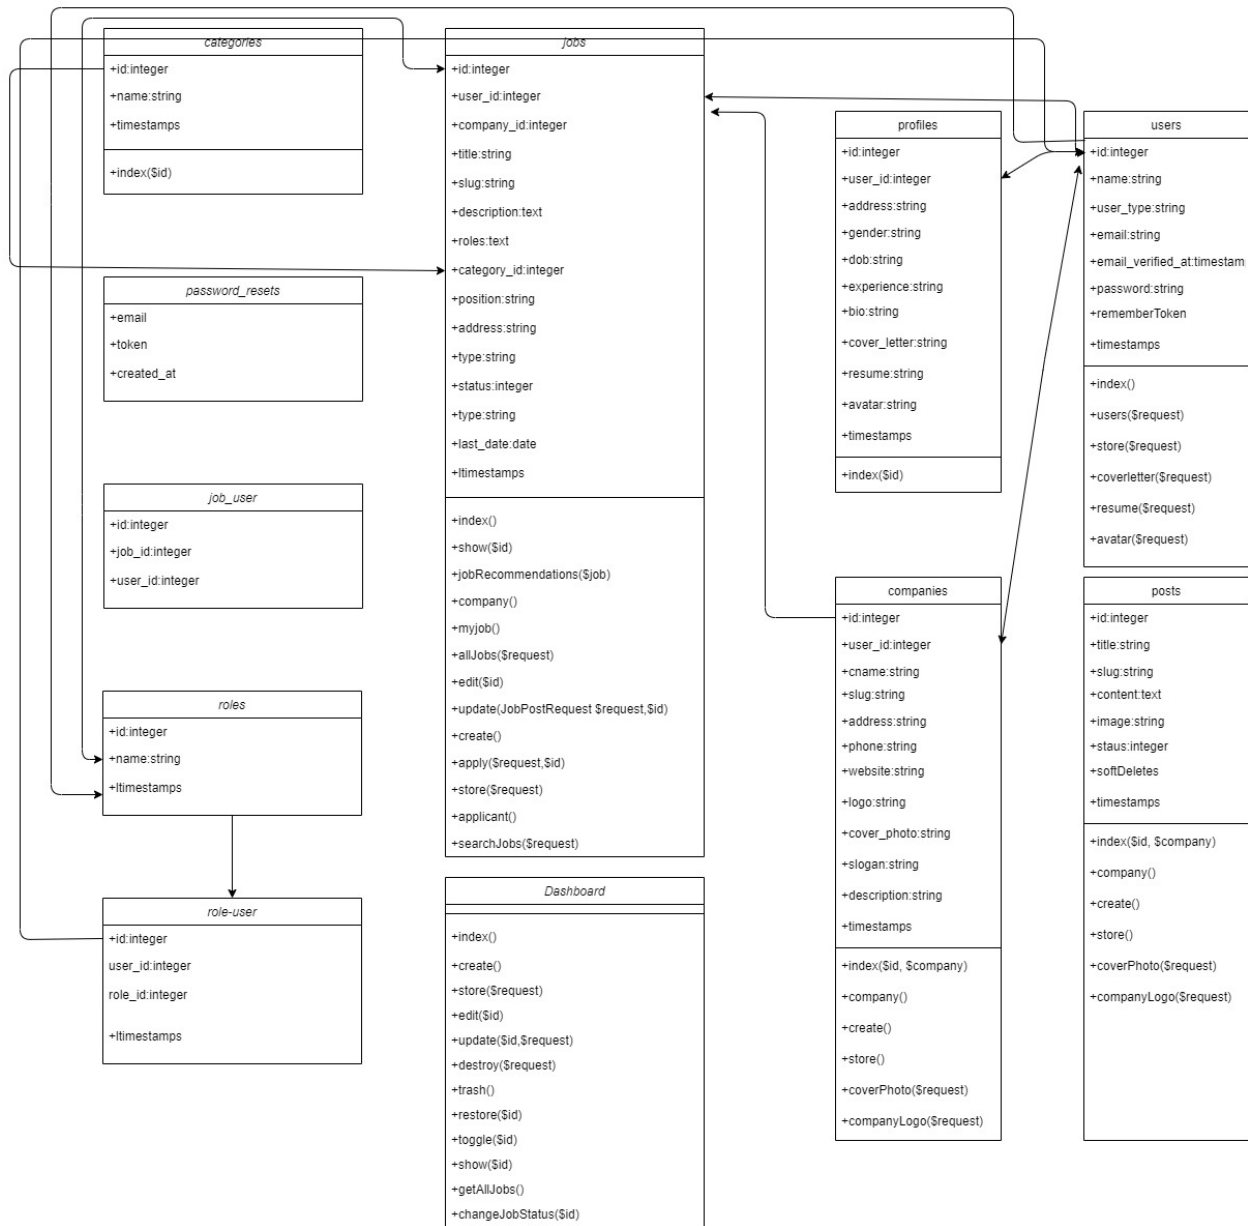 categories
+id:integer
+name:string
+timestamps
+index($id)
password_resets
+email
+token
+created_at
job_user
+id:integer
+job_id:integer
+user_id:integer
roles
+id:integer
+name:string
+ltimestamps
role-user
+id:integer
user_id:integer
role_id:integer
+ltimestamps
jobs
+id:integer
+user_id:integer
+company_id:integer
+title:string
+slug:string
+description:text
+roles:text
+category_id:integer
+position:string
+address:string
+type:string
+status:integer
+type:string
+last_date:date
+ltimestamps
+index()
+show($id)
+jobRecommendations($job)
+company()
+myjob()
+allJobs($request)
+edit($id)
+update(JobPostRequest $request,$id)
+create()
+apply($request,$id)
+store($request)
+applicant()
+searchJobs($request)
Dashboard
+index()
+create()
+store($request)
+edit($id)
+update($id,$request)
+destroy($request)
+trash()
+restore($id)
+toggle($id)
+show($id)
+getAllJobs()
+changeJobStatus($id)
profiles
+id:integer
+user_id:integer
+address:string
+gender:string
+dob:string
+experience:string
+bio:string
+cover_letter:string
+resume:string
+avatar:string
+timestamps
+index($id)
companies
+id:integer
+user_id:integer
+cname:string
+slug:string
+address:string
+phone:string
+website:string
+logo:string
+cover_photo:string
+slogan:string
+description:string
+timestamps
+index($id, $company)
+company()
+create()
+store()
+coverPhoto($request)
+companyLogo($request)
users
+id:integer
+name:string
+user_type:string
+email:string
+email_verified_at:timestam
+password:string
+rememberToken
+timestamps
+index()
+users($request)
+store($request)
+coverletter($request)
+resume($request)
+avatar($request)
posts
+id:integer
+title:string
+slug:string
+content:text
+image:string
+staus:integer
+softDeletes
+timestamps
+index($id, $company)
+company()
+create()
+store()
+coverPhoto($request)
+companyLogo($request)